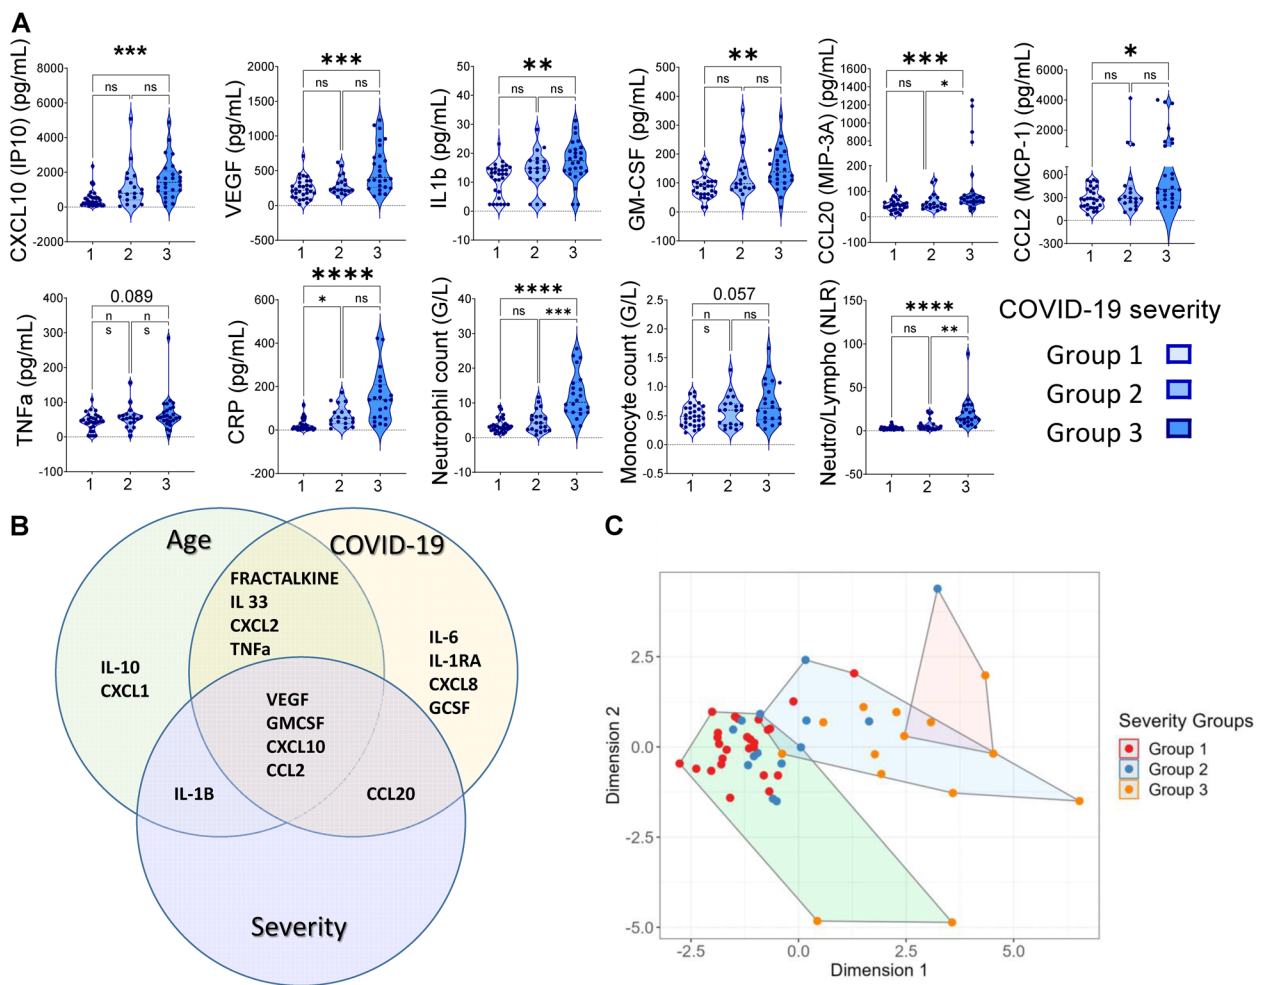 A
CXCL10 (IP10) (pg/mL)
8000
6000
4000
2000
0
-2000
***
ns
ns
1
2
3
VEGF (pg/mL)
2000
1500
1000
500
0
-500
***
ns
ns
1
2
3
IL1b (pg/mL)
50
40
30
20
10
0
-10
**
ns
ns
1
2
3
GM-CSF (pg/mL)
500
400
300
200
100
0
-100
**
ns
ns
1
2
3
CCL20 (MIP-3A) (pg/mL)
1600
1400
1200
1000
800
200
100
0
-100
***
ns
*
1
2
3
CCL2 (MCP-1) (pg/mL)
6000
4000
2000
600
300
0
-300
*
ns
ns
1
2
3
TNFa (pg/mL)
400
300
200
100
0
-100
0.089
n
s
n
s
1
2
3
CRP (pg/mL)
600
400
200
0
-200
****
*
ns
1
2
3
Neutrophil count (G/L)
40
30
20
10
0
-10
****
ns
***
1
2
3
Monocyte count (G/L)
2.5
2.0
1.5
1.0
0.5
0.0
-0.5
0.057
n
s
ns
1
2
3
Neutro/Lympho (NLR)
150
100
50
0
-50
****
ns
**
1
2
3
COVID-19 severity
Group 1
Group 2
Group 3
B
Age
COVID-19
FRACTALKINE
IL 33
CXCL2
TNFa
IL-10
CXCL1
IL-6
IL-1RA
CXCL8
GCSF
VEGF
GMCSF
CXCL10
CCL2
IL-1B
CCL20
Severity
C
Dimension 2
2.5
0.0
-2.5
-5.0
-2.5
0.0
2.5
5.0
Dimension 1
Severity Groups
Group 1
Group 2
Group 3